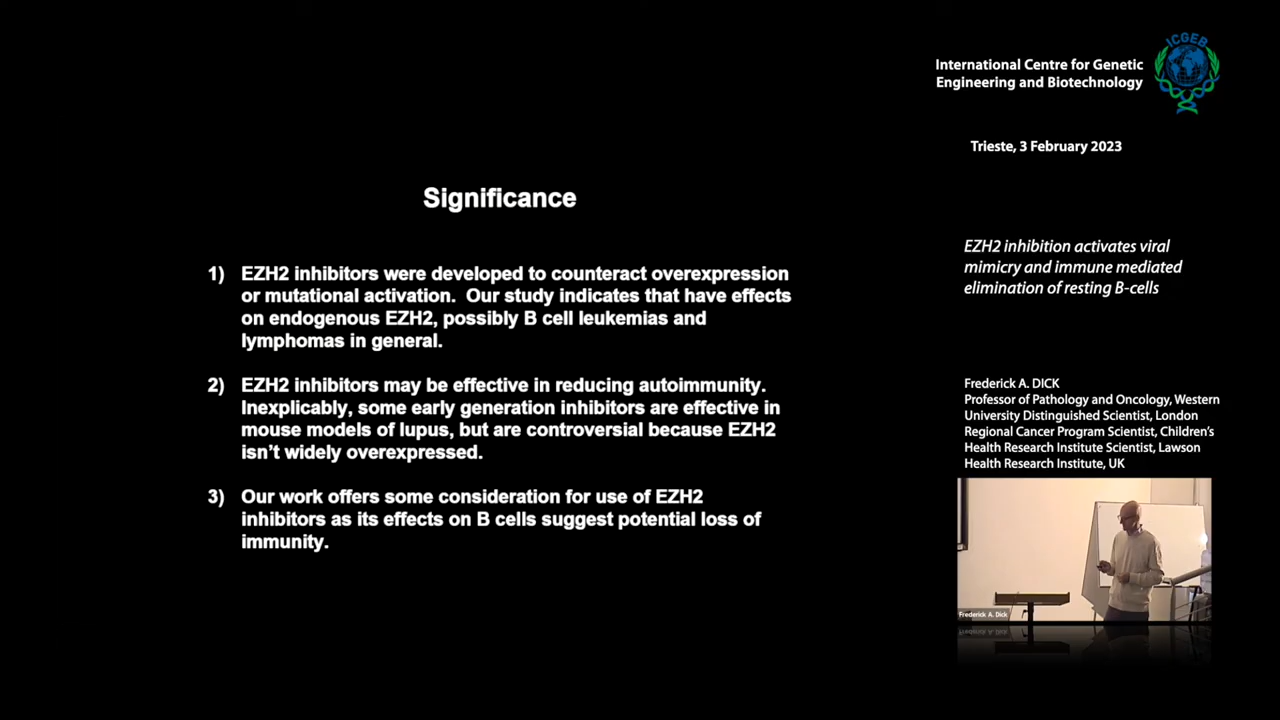 ICGEB
International Centre for Genetic
Engineering and Biotechnology
Trieste, 3 February 2023
Significance
1) EZH2 inhibitors were developed to counteract overexpression
or mutational activation.  Our study indicates that have effects
on endogenous EZH2, possibly B cell leukemias and
lymphomas in general.
2) EZH2 inhibitors may be effective in reducing autoimmunity.
Inexplicably, some early generation inhibitors are effective in
mouse models of lupus, but are controversial because EZH2
isn't widely overexpressed.
3) Our work offers some consideration for use of EZH2
inhibitors as its effects on B cells suggest potential loss of
immunity.
EZH2 inhibition activates viral
mimicry and immune mediated
elimination of resting B-cells
Frederick A. DICK
Professor of Pathology and Oncology, Western
University Distinguished Scientist, London
Regional Cancer Program Scientist, Children's
Health Research Institute Scientist, Lawson
Health Research Institute, UK
Frederick A. Dick